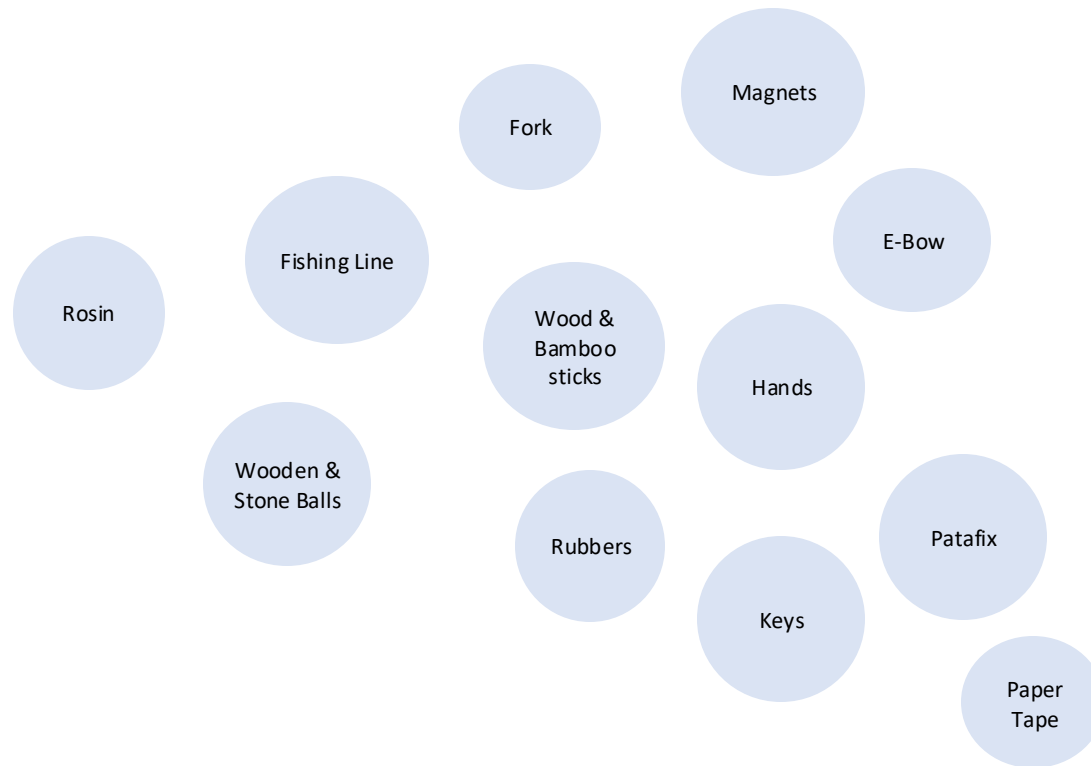 Magnets
Fork
E-Bow
Fishing Line
Rosin
Wood &
Bamboo
sticks
Hands
Wooden &
Stone Balls
Rubbers
Patafix
Keys
Paper
Tape